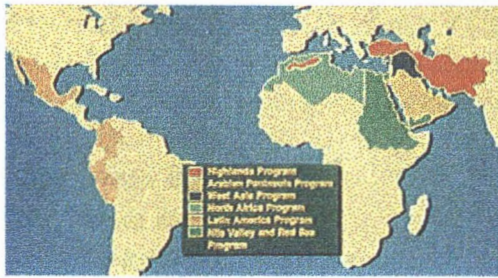 Highlands Program
Arabian Peninsula Program
West Asia Program
North Africa Program
Latin America Program
Nile Valley and Red Sea
Program